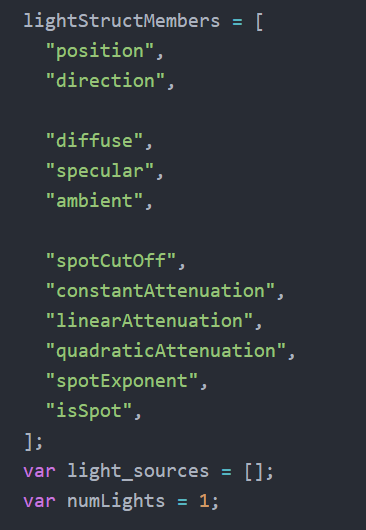 lightStructMembers = [
"position",
"direction",
"diffuse",
"specular",
"ambient",
"spotCutOff",
"constantAttenuation",
"linearAttenuation",
"quadraticAttenuation",
"spotExponent",
"isSpot",
];
var light_sources = [];
var numLights = 1;